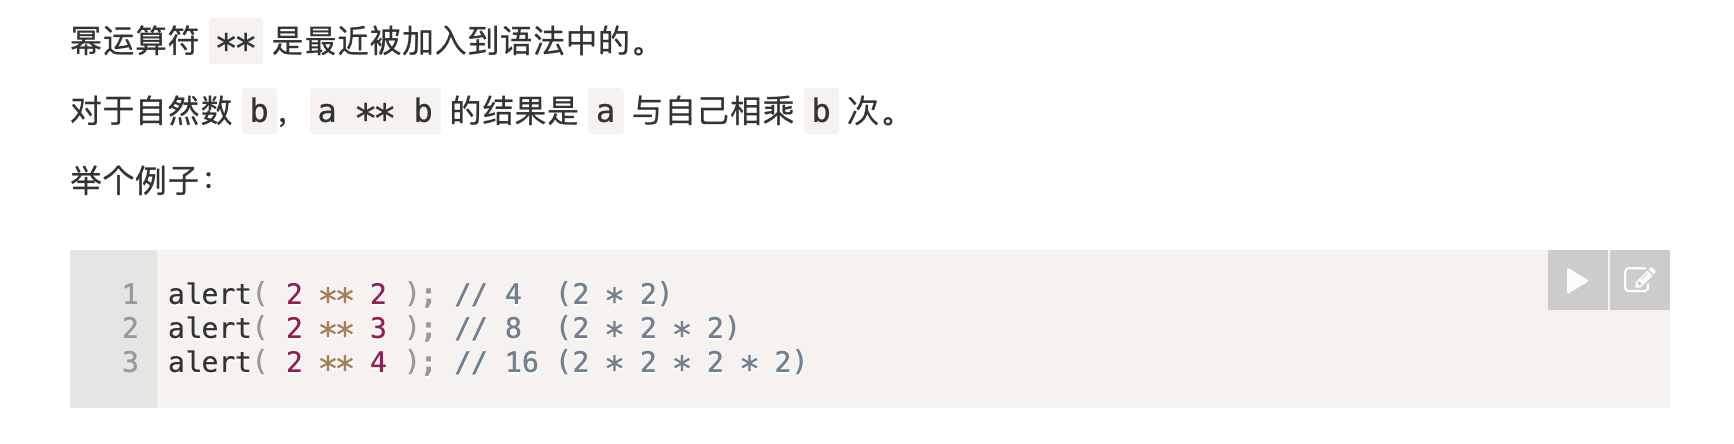 幂运算符 ** 是最近被加入到语法中的。
对于自然数 b，a ** b 的结果是 a 与自己相乘 b 次。
举个例子：
1 alert( 2 ** 2 ); // 4  (2 * 2)
2 alert( 2 ** 3 ); // 8  (2 * 2 * 2)
3 alert( 2 ** 4 ); // 16 (2 * 2 * 2 * 2)